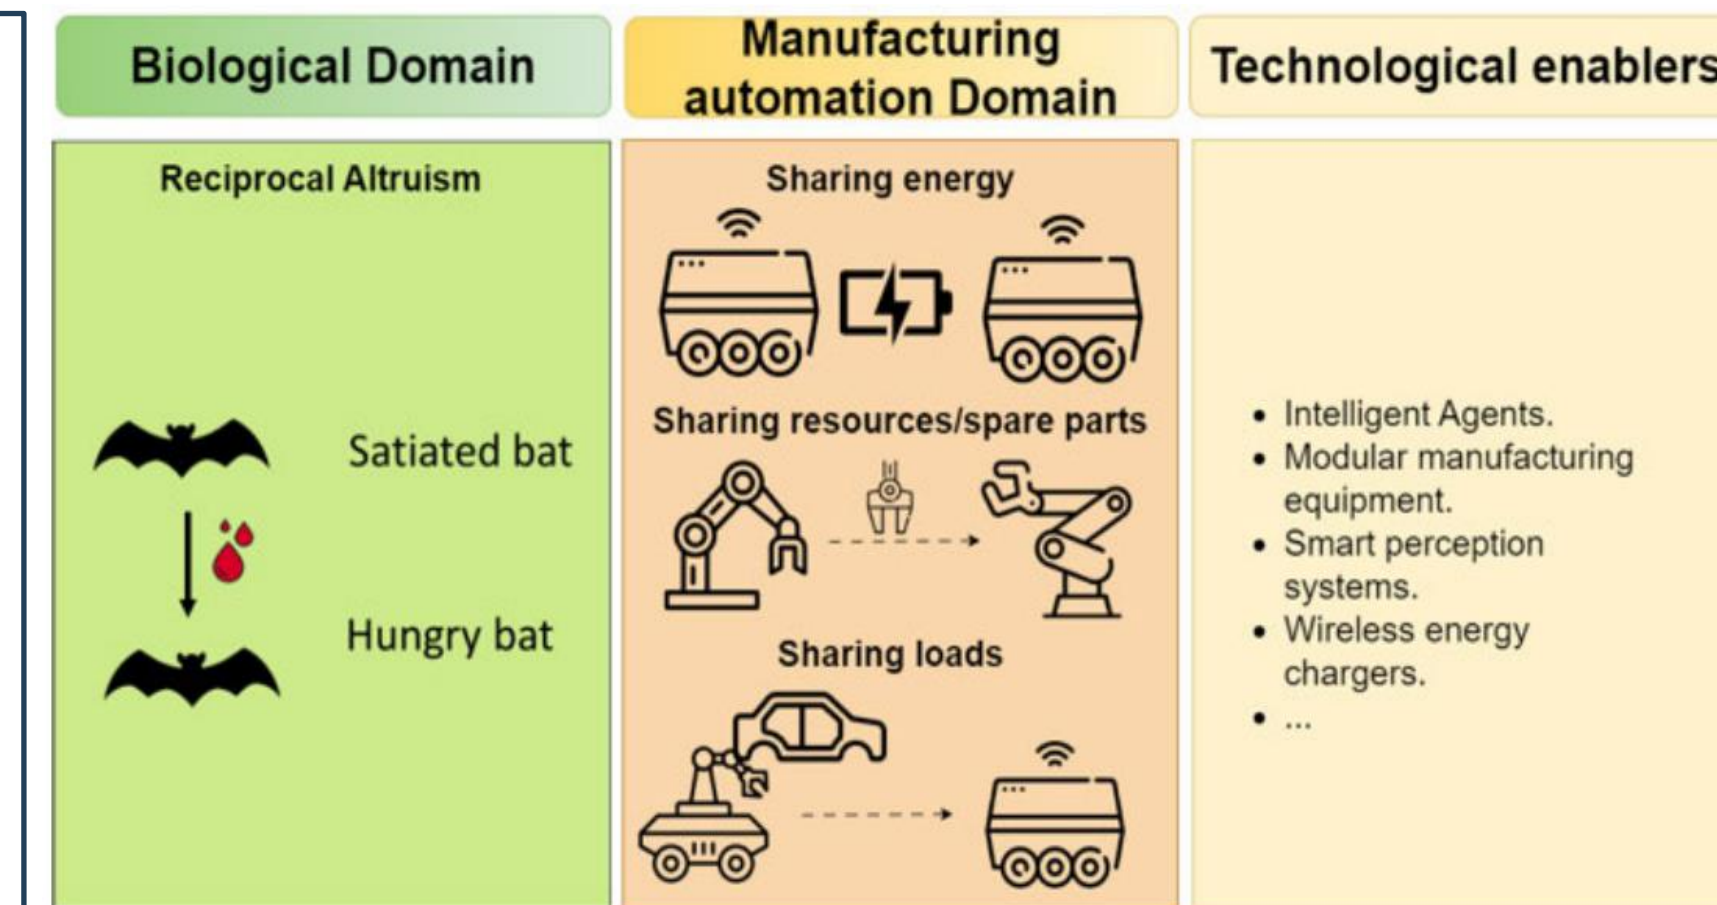 Biological Domain
Manufacturing
automation Domain
Technological enablers
Reciprocal Altruism
Satiated bat
Hungry bat
Sharing energy
Sharing resources/spare parts
Sharing loads
• Intelligent Agents.
• Modular manufacturing
equipment.
• Smart perception
systems.
• Wireless energy
chargers.
• ...